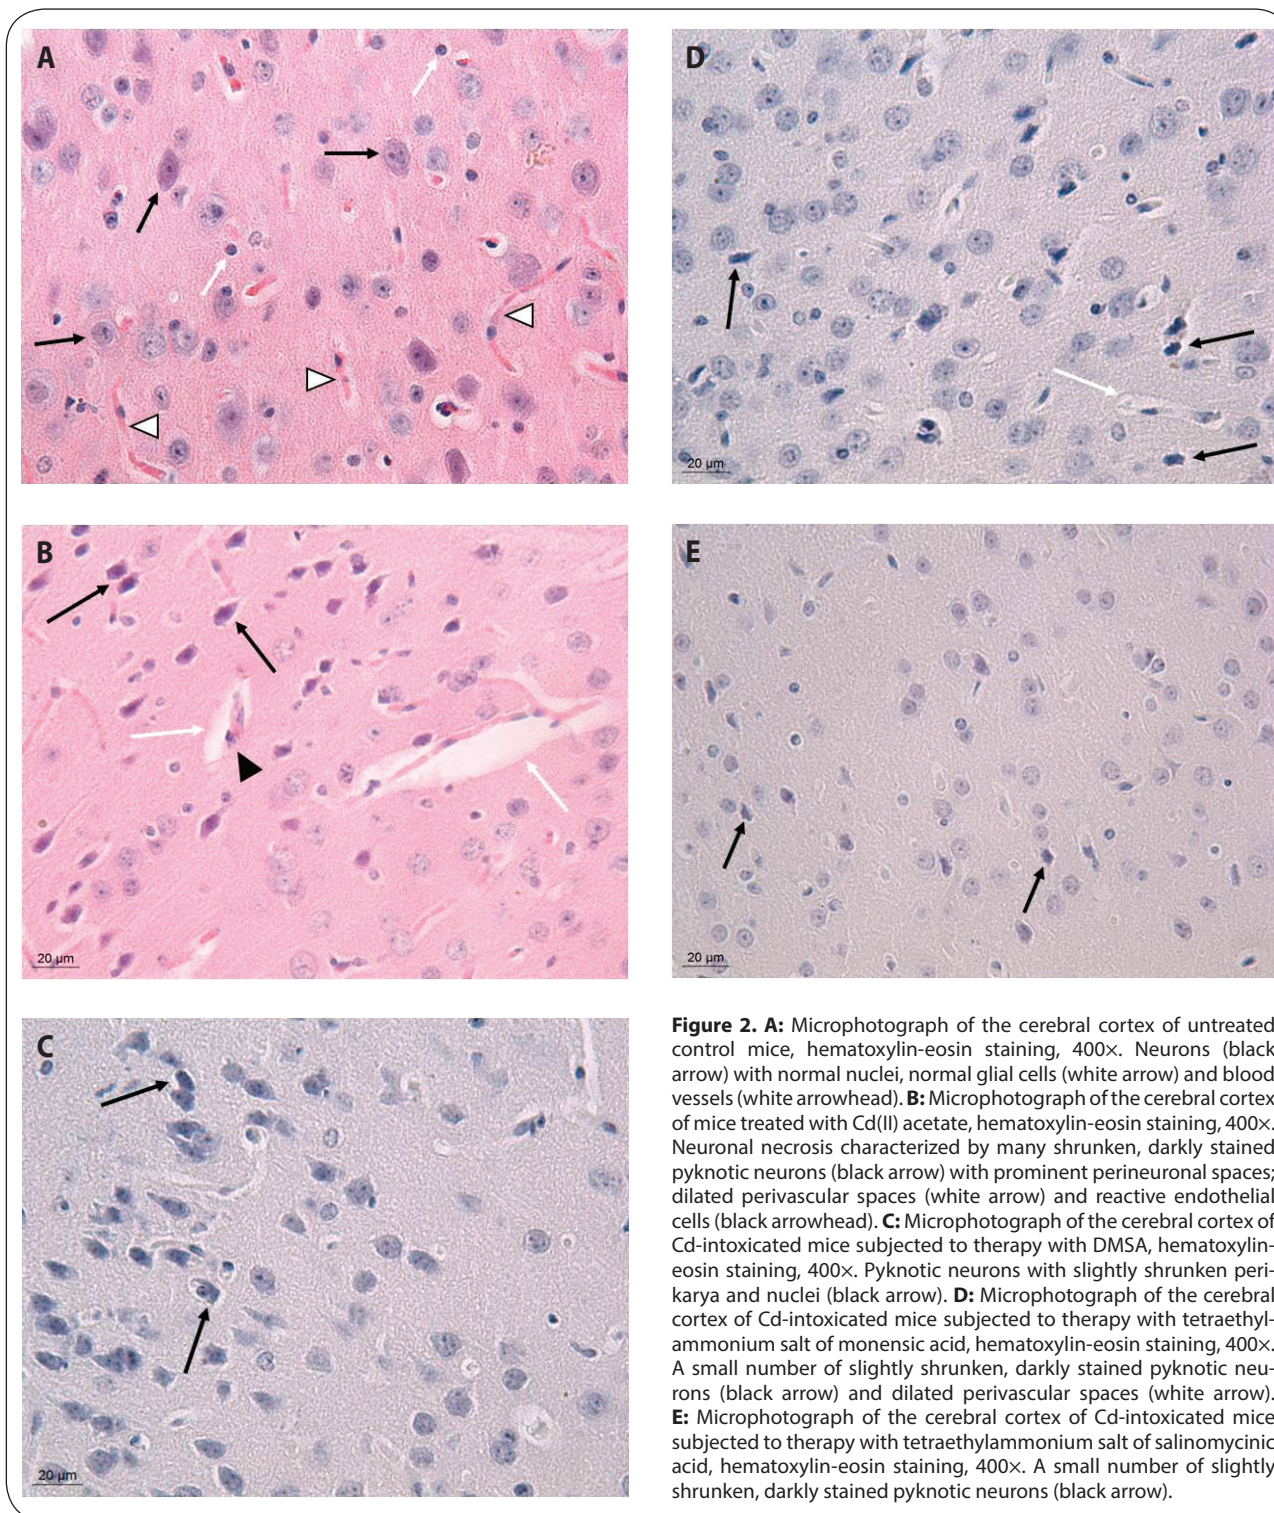 A
20 µm
B
20 µm
C
20 µm
D
20 µm
E
20 µm
Figure 2. A: Microphotograph of the cerebral cortex of untreated
control mice, hematoxylin-eosin staining, 400×. Neurons (black
arrow) with normal nuclei, normal glial cells (white arrow) and blood
vessels (white arrowhead). B: Microphotograph of the cerebral cortex
of mice treated with Cd(II) acetate, hematoxylin-eosin staining, 400×.
Neuronal necrosis characterized by many shrunken, darkly stained
pyknotic neurons (black arrow) with prominent perineuronal spaces;
dilated perivascular spaces (white arrow) and reactive endothelial
cells (black arrowhead). C: Microphotograph of the cerebral cortex of
Cd-intoxicated mice subjected to therapy with DMSA, hematoxylin-
eosin staining, 400×. Pyknotic neurons with slightly shrunken peri-
karya and nuclei (black arrow). D: Microphotograph of the cerebral
cortex of Cd-intoxicated mice subjected to therapy with tetraethyl-
ammonium salt of monensic acid, hematoxylin-eosin staining, 400×.
A small number of slightly shrunken, darkly stained pyknotic neu-
rons (black arrow) and dilated perivascular spaces (white arrow).
E: Microphotograph of the cerebral cortex of Cd-intoxicated mice
subjected to therapy with tetraethylammonium salt of salinomycinic
acid, hematoxylin-eosin staining, 400×. A small number of slightly
shrunken, darkly stained pyknotic neurons (black arrow).